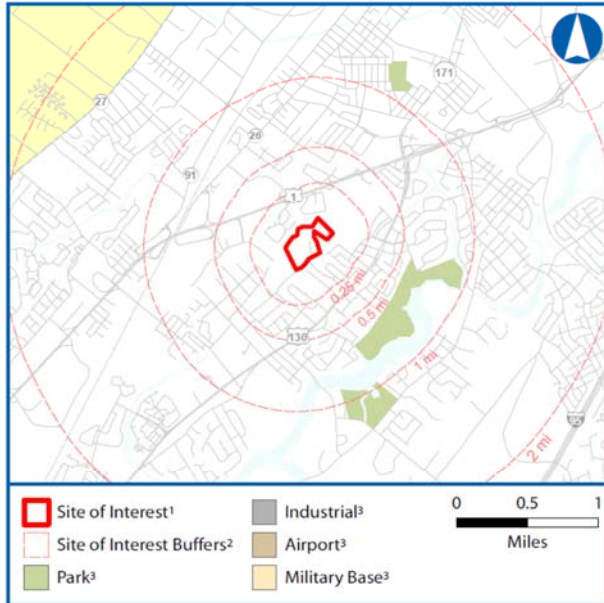 171
27
26
91
1
0.25 mi
0.5 mi
130
1 mi
2 mi
95
Site of Interest¹
Site of Interest Buffers²
Park³
Industrial³
Airport³
Military Base³
0 0.5 1
Miles